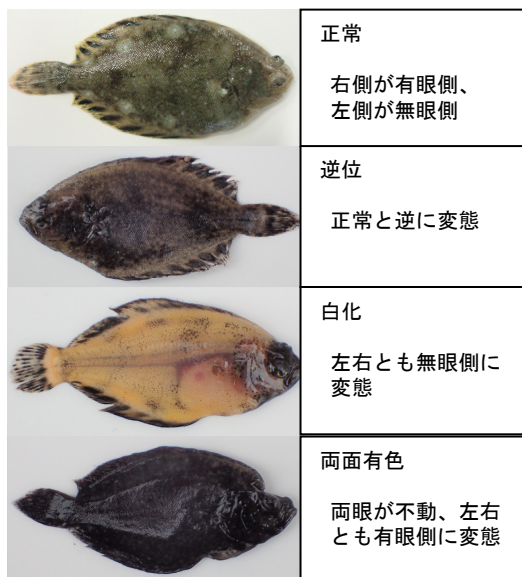 正常
右側が有眼側、
左側が無眼側
逆位
正常と逆に変態
白化
左右とも無眼側に
変態
両面有色
両眼が不動、左右
とも有眼側に変態